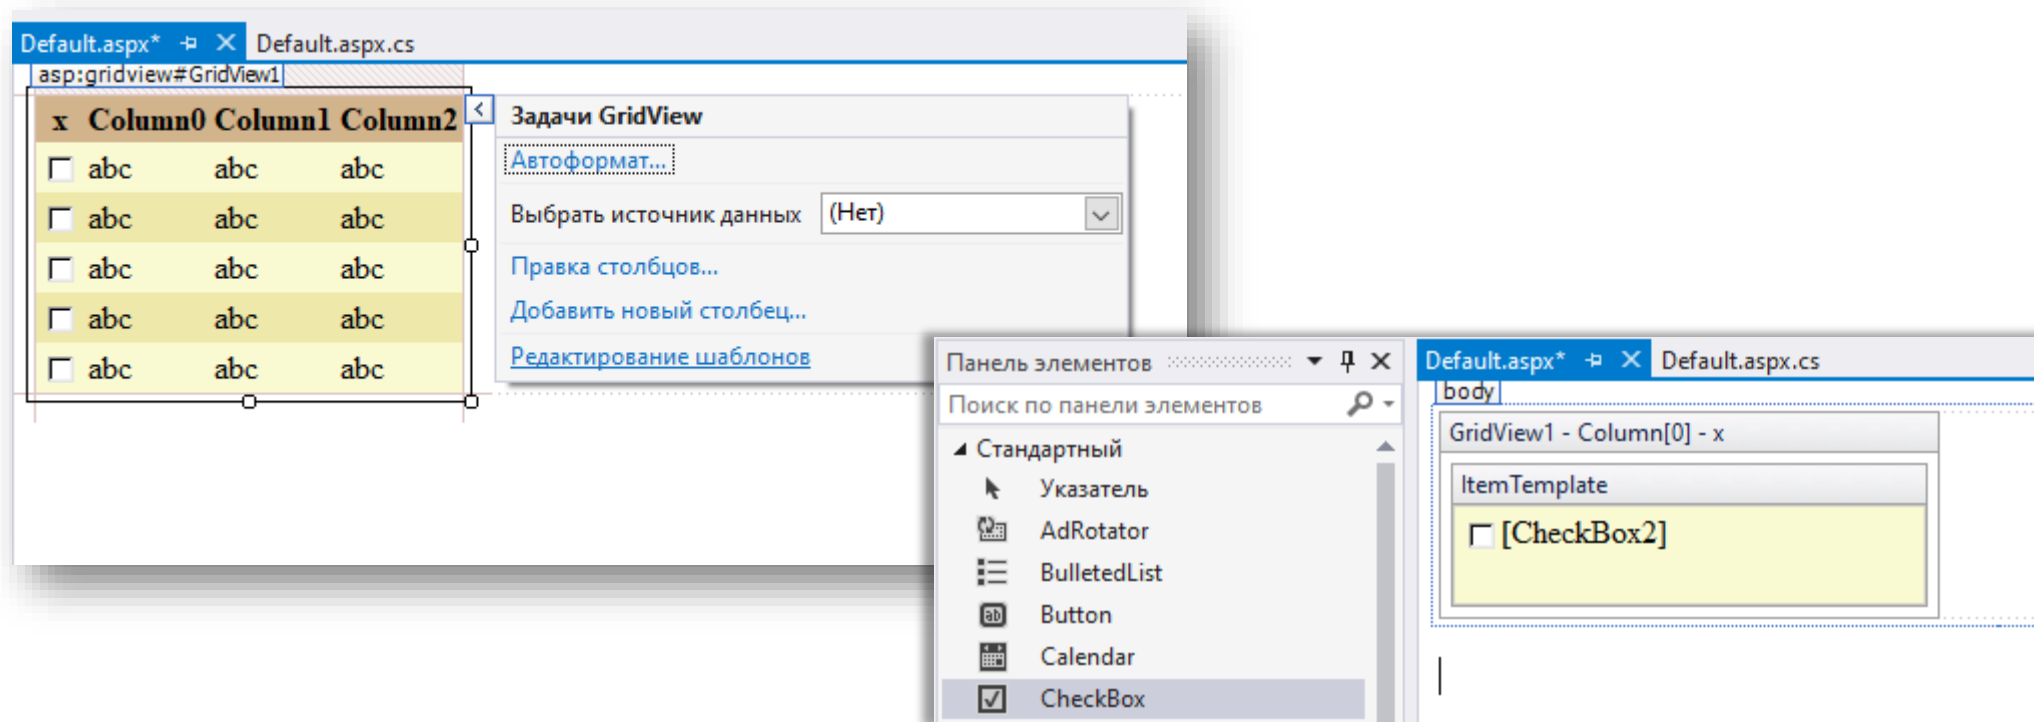 Default.aspx* Default.aspx.cs
asp:gridview#GridView1
x Column0 Column1 Column2
abc abc abc
abc abc abc
abc abc abc
abc abc abc
abc abc abc
Задачи GridView
Автоформат...
Выбрать источник данных (Нет)
Правка столбцов...
Добавить новый столбец...
Редактирование шаблонов
Панель элементов
Поиск по панели элементов
Стандартный
Указатель
AdRotator
BulletedList
Button
Calendar
CheckBox
Default.aspx* Default.aspx.cs
body
GridView1 - Column[0] - x
ItemTemplate
[CheckBox2]